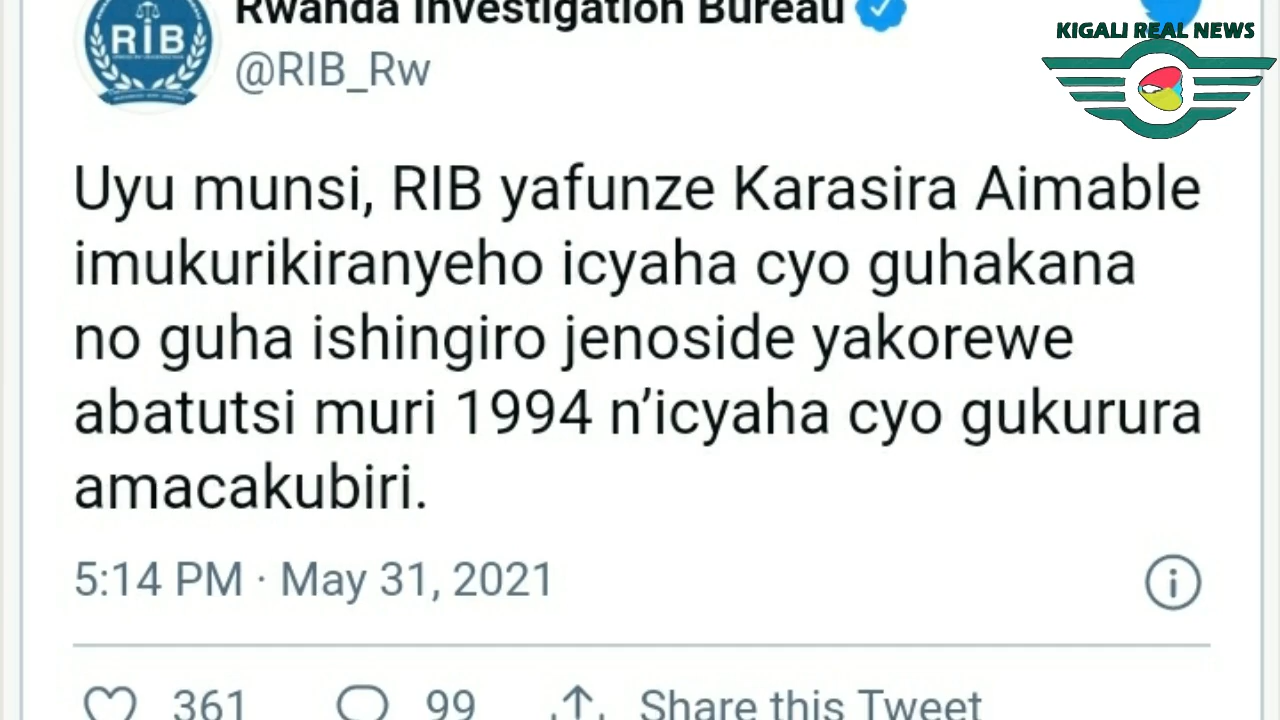 Rwanda Investigation Bureau
@RIB_Rw
RIB
KIGALI REAL NEWS
Uyu munsi, RIB yafunze Karasira Aimable
imukurikiranyeho icyaha cyo guhakana
no guha ishingiro jenoside yakorewe
abatutsi muri 1994 n’icyaha cyo gukurura
amacakubiri.
5:14 PM · May 31, 2021
361 99 Share this Tweet